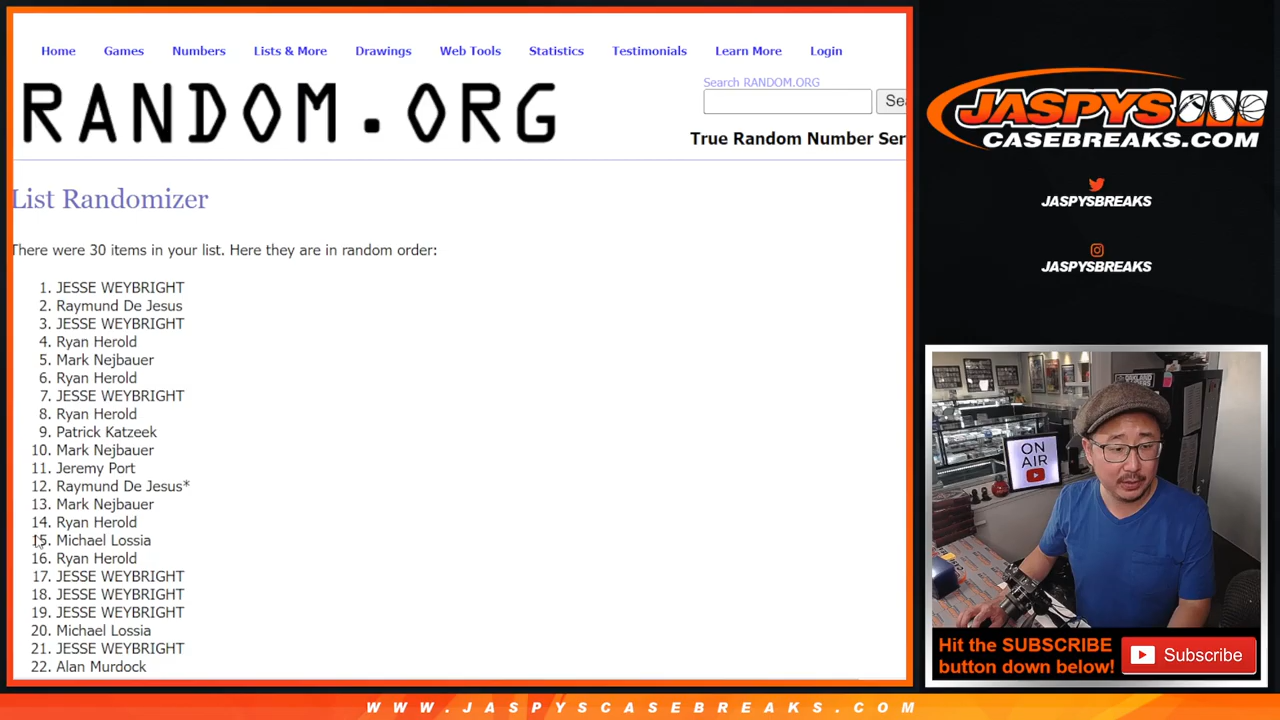 Home Games Numbers Lists & More Drawings Web Tools Statistics Testimonials Learn More Login
Search RANDOM.ORG
RANDOM.ORG
True Random Number Ser
List Randomizer
There were 30 items in your list. Here they are in random order:
1. JESSE WEYBRIGHT
2. Raymund De Jesus
3. JESSE WEYBRIGHT
4. Ryan Herold
5. Mark Nejbauer
6. Ryan Herold
7. JESSE WEYBRIGHT
8. Ryan Herold
9. Patrick Katzeek
10. Mark Nejbauer
11. Jeremy Port
12. Raymund De Jesus*
13. Mark Nejbauer
14. Ryan Herold
15. Michael Lossia
16. Ryan Herold
17. JESSE WEYBRIGHT
18. JESSE WEYBRIGHT
19. JESSE WEYBRIGHT
20. Michael Lossia
21. JESSE WEYBRIGHT
22. Alan Murdock
JASPYS
CASEBREAKS.COM
JASPYSBREAKS
JASPYSBREAKS
ON
AIR
Hit the SUBSCRIBE
button down below!
Subscribe
WWW.JASPYSCASEBREAKS.COM